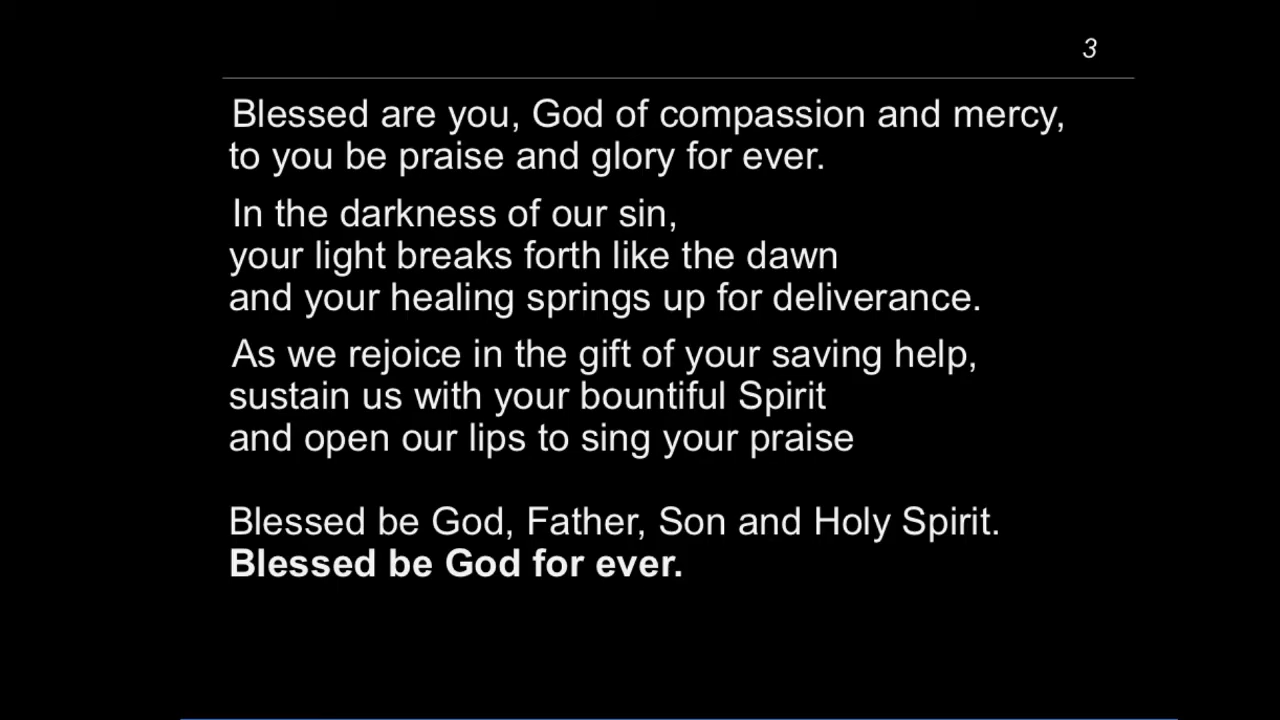 3
Blessed are you, God of compassion and mercy,
to you be praise and glory for ever.
In the darkness of our sin,
your light breaks forth like the dawn
and your healing springs up for deliverance.
As we rejoice in the gift of your saving help,
sustain us with your bountiful Spirit
and open our lips to sing your praise
Blessed be God, Father, Son and Holy Spirit.
Blessed be God for ever.